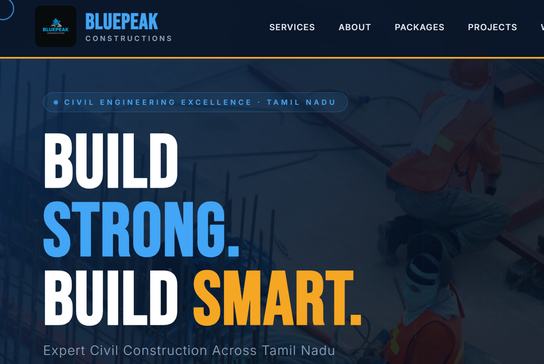 BLUEPEAK
BLUEPEAK
CONSTRUCTIONS
SERVICES ABOUT PACKAGES PROJECTS
CIVIL ENGINEERING EXCELLENCE · TAMIL NADU
BUILD
STRONG.
BUILD SMART.
Expert Civil Construction Across Tamil Nadu